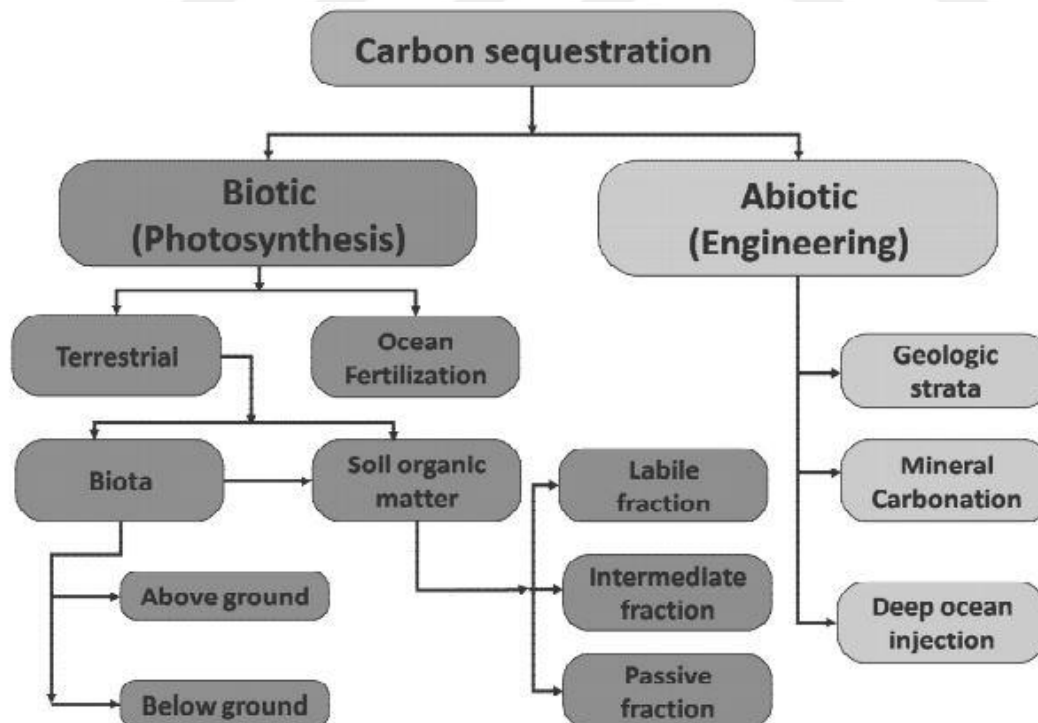 Carbon sequestration
Biotic
(Photosynthesis)
Abiotic
(Engineering)
Terrestrial
Ocean
Fertilization
Geologic
strata
Biota
Soil organic
matter
Labile
fraction
Mineral
Carbonation
Above ground
Intermediate
fraction
Deep ocean
injection
Below ground
Passive
fraction